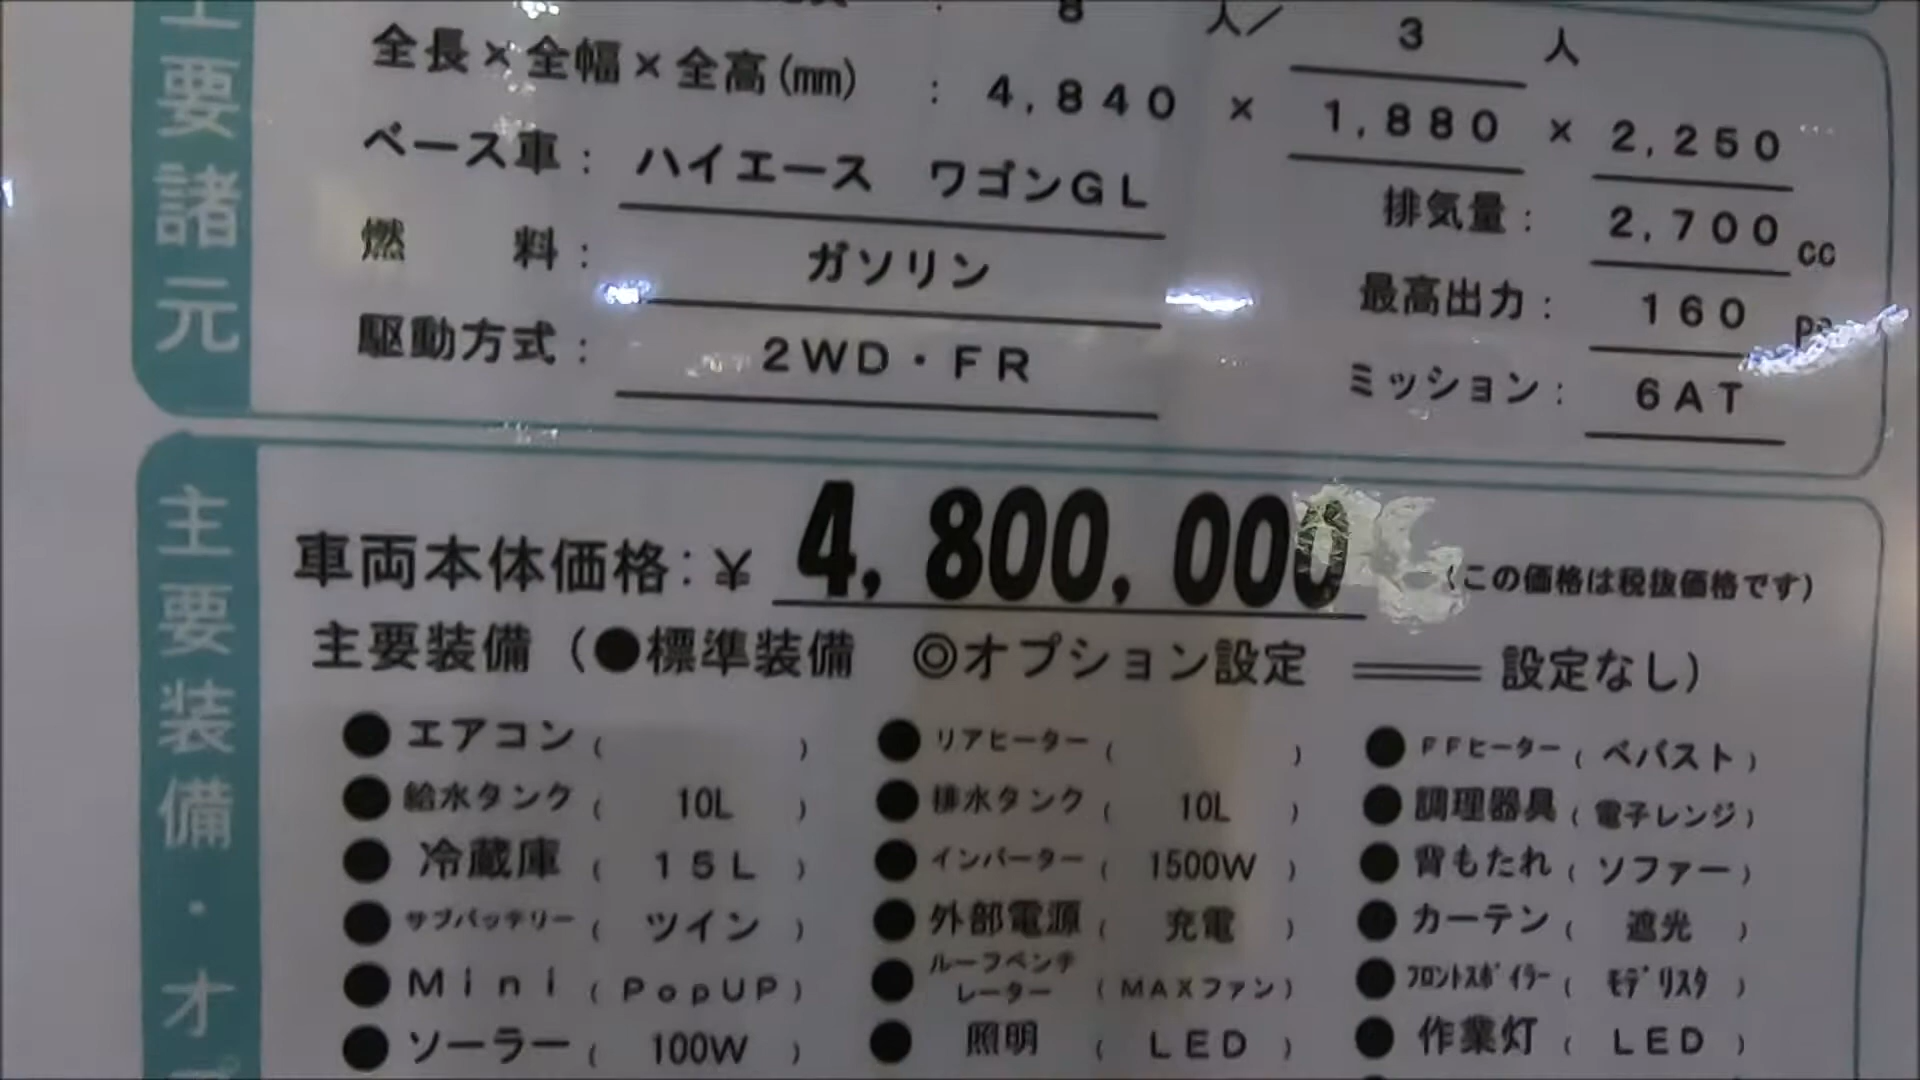 主要諸元
8人／3人
全長×全幅×全高(mm) : 4,840 × 1,880 × 2,250
ベース車: ハイエース ワゴンGL
排気量: 2,700cc
燃料: ガソリン
最高出力: 160
駆動方式: 2WD・FR
ミッション: 6AT
主要装備・オプ
車両本体価格:¥ 4,800,000 (この価格は税抜価格です)
主要装備(●標準装備 ◎オプション設定 ══ 設定なし)
●エアコン( ) ●リアヒーター( ) ●FFヒーター(ベバスト)
●給水タンク(10L) ●排水タンク(10L) ●調理器具(電子レンジ)
●冷蔵庫(15L) ●インバーター(1500W) ●背もたれ(ソファー)
●サブバッテリー(ツイン) ●外部電源(充電) ●カーテン(遮光)
●Mini(PopUP) ●ルーフベンチレーター(MAXファン) ●フロントスポイラー(モデリスタ)
●ソーラー(100W) ●照明(LED) ●作業灯(LED)